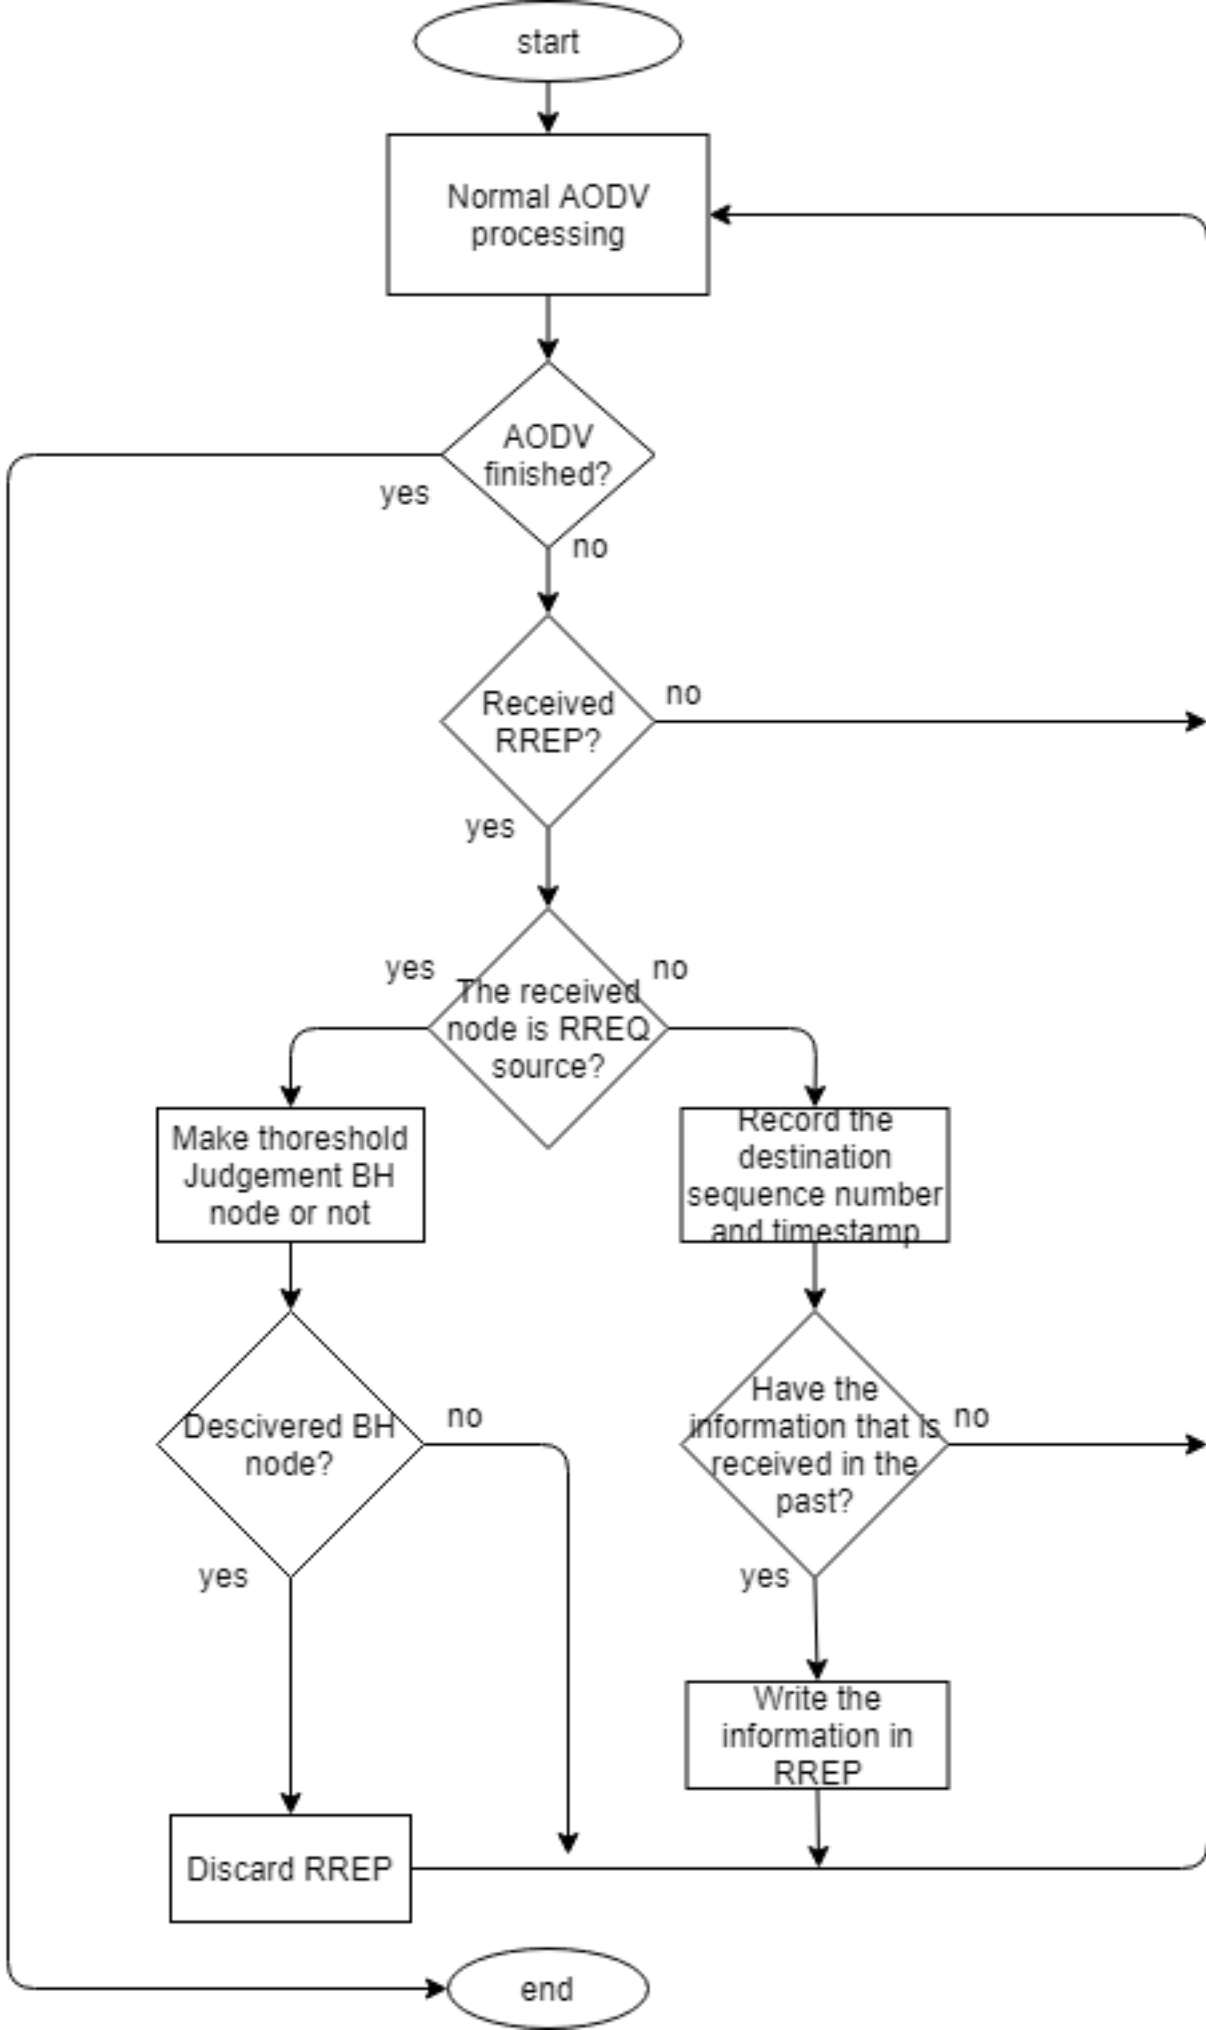 start
Normal AODV
processing
AODV
finished?
yes
no
Received
RREP?
no
yes
yes
no
The received
node is RREQ
source?
Make thoreshold
Judgement BH
node or not
Record the
destination
sequence number
and timestamp
Descivered BH
node?
no
yes
Have the
information that is
received in the
past?
no
yes
Write the
information in
RREP
Discard RREP
end